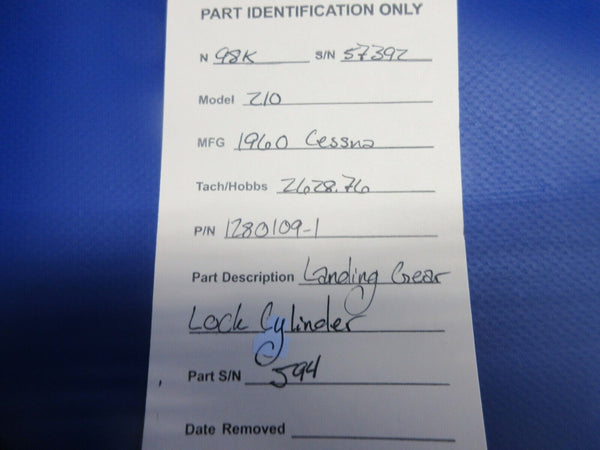 PART IDENTIFICATION ONLY
N 98K S/N 57392
Model 210
MFG 1960 Cessna
Tach/Hobbs 2628.76
P/N 1280109-1
Part Description Landing Gear
Lock Cylinder
Part S/N 594
Date Removed